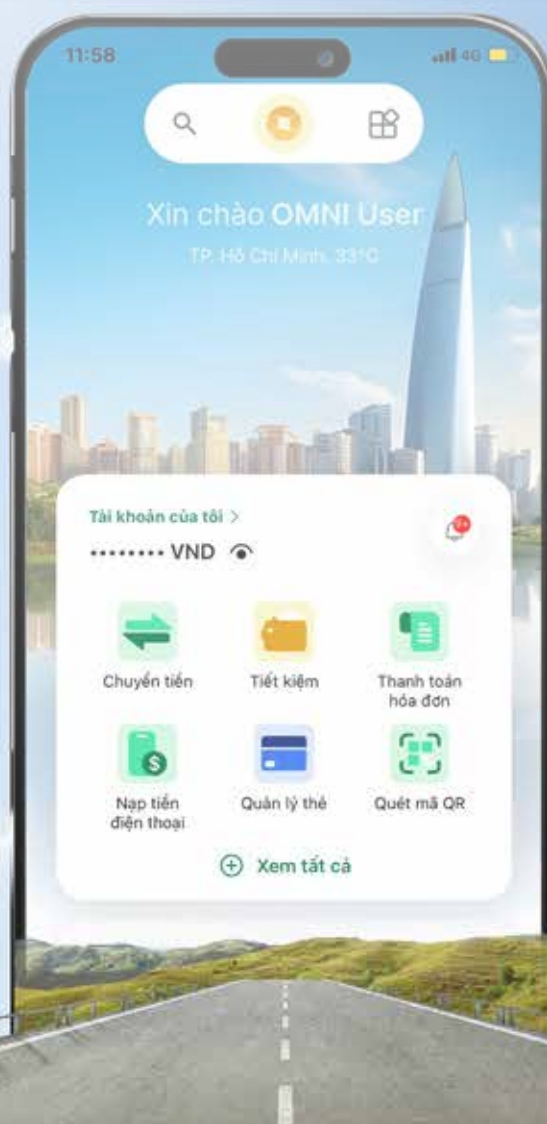 11:58
4G
Xin chào OMNI User
TP. Hồ Chí Minh, 33°C
Tài khoản của tôi >
•••••••• VND
9+
Chuyển tiền
Tiết kiệm
Thanh toán
hóa đơn
Nạp tiền
điện thoại
Quản lý thẻ
Quét mã QR
Xem tất cả